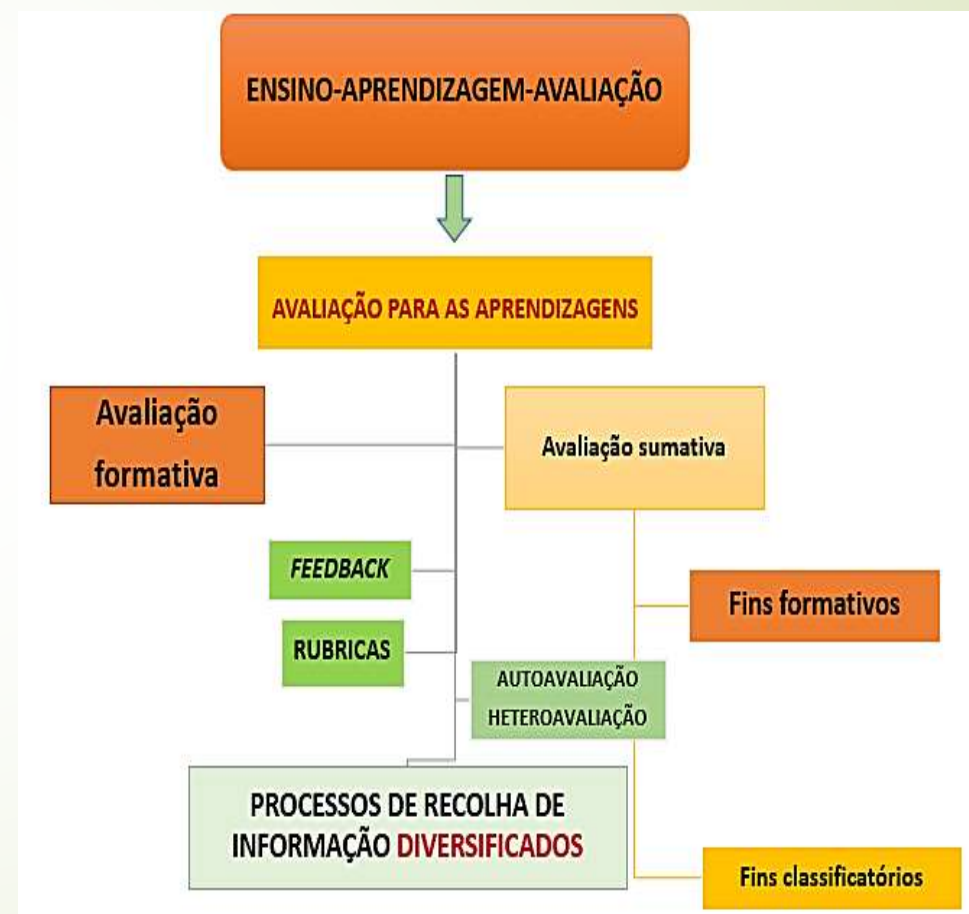 ENSINO-APRENDIZAGEM-AVALIAÇÃO
AVALIAÇÃO PARA AS APRENDIZAGENS
Avaliação
formativa
Avaliação sumativa
FEEDBACK
Fins formativos
RUBRICAS
AUTOAVALIAÇÃO
HETEROAVALIAÇÃO
PROCESSOS DE RECOLHA DE
INFORMAÇÃO DIVERSIFICADOS
Fins classificatórios